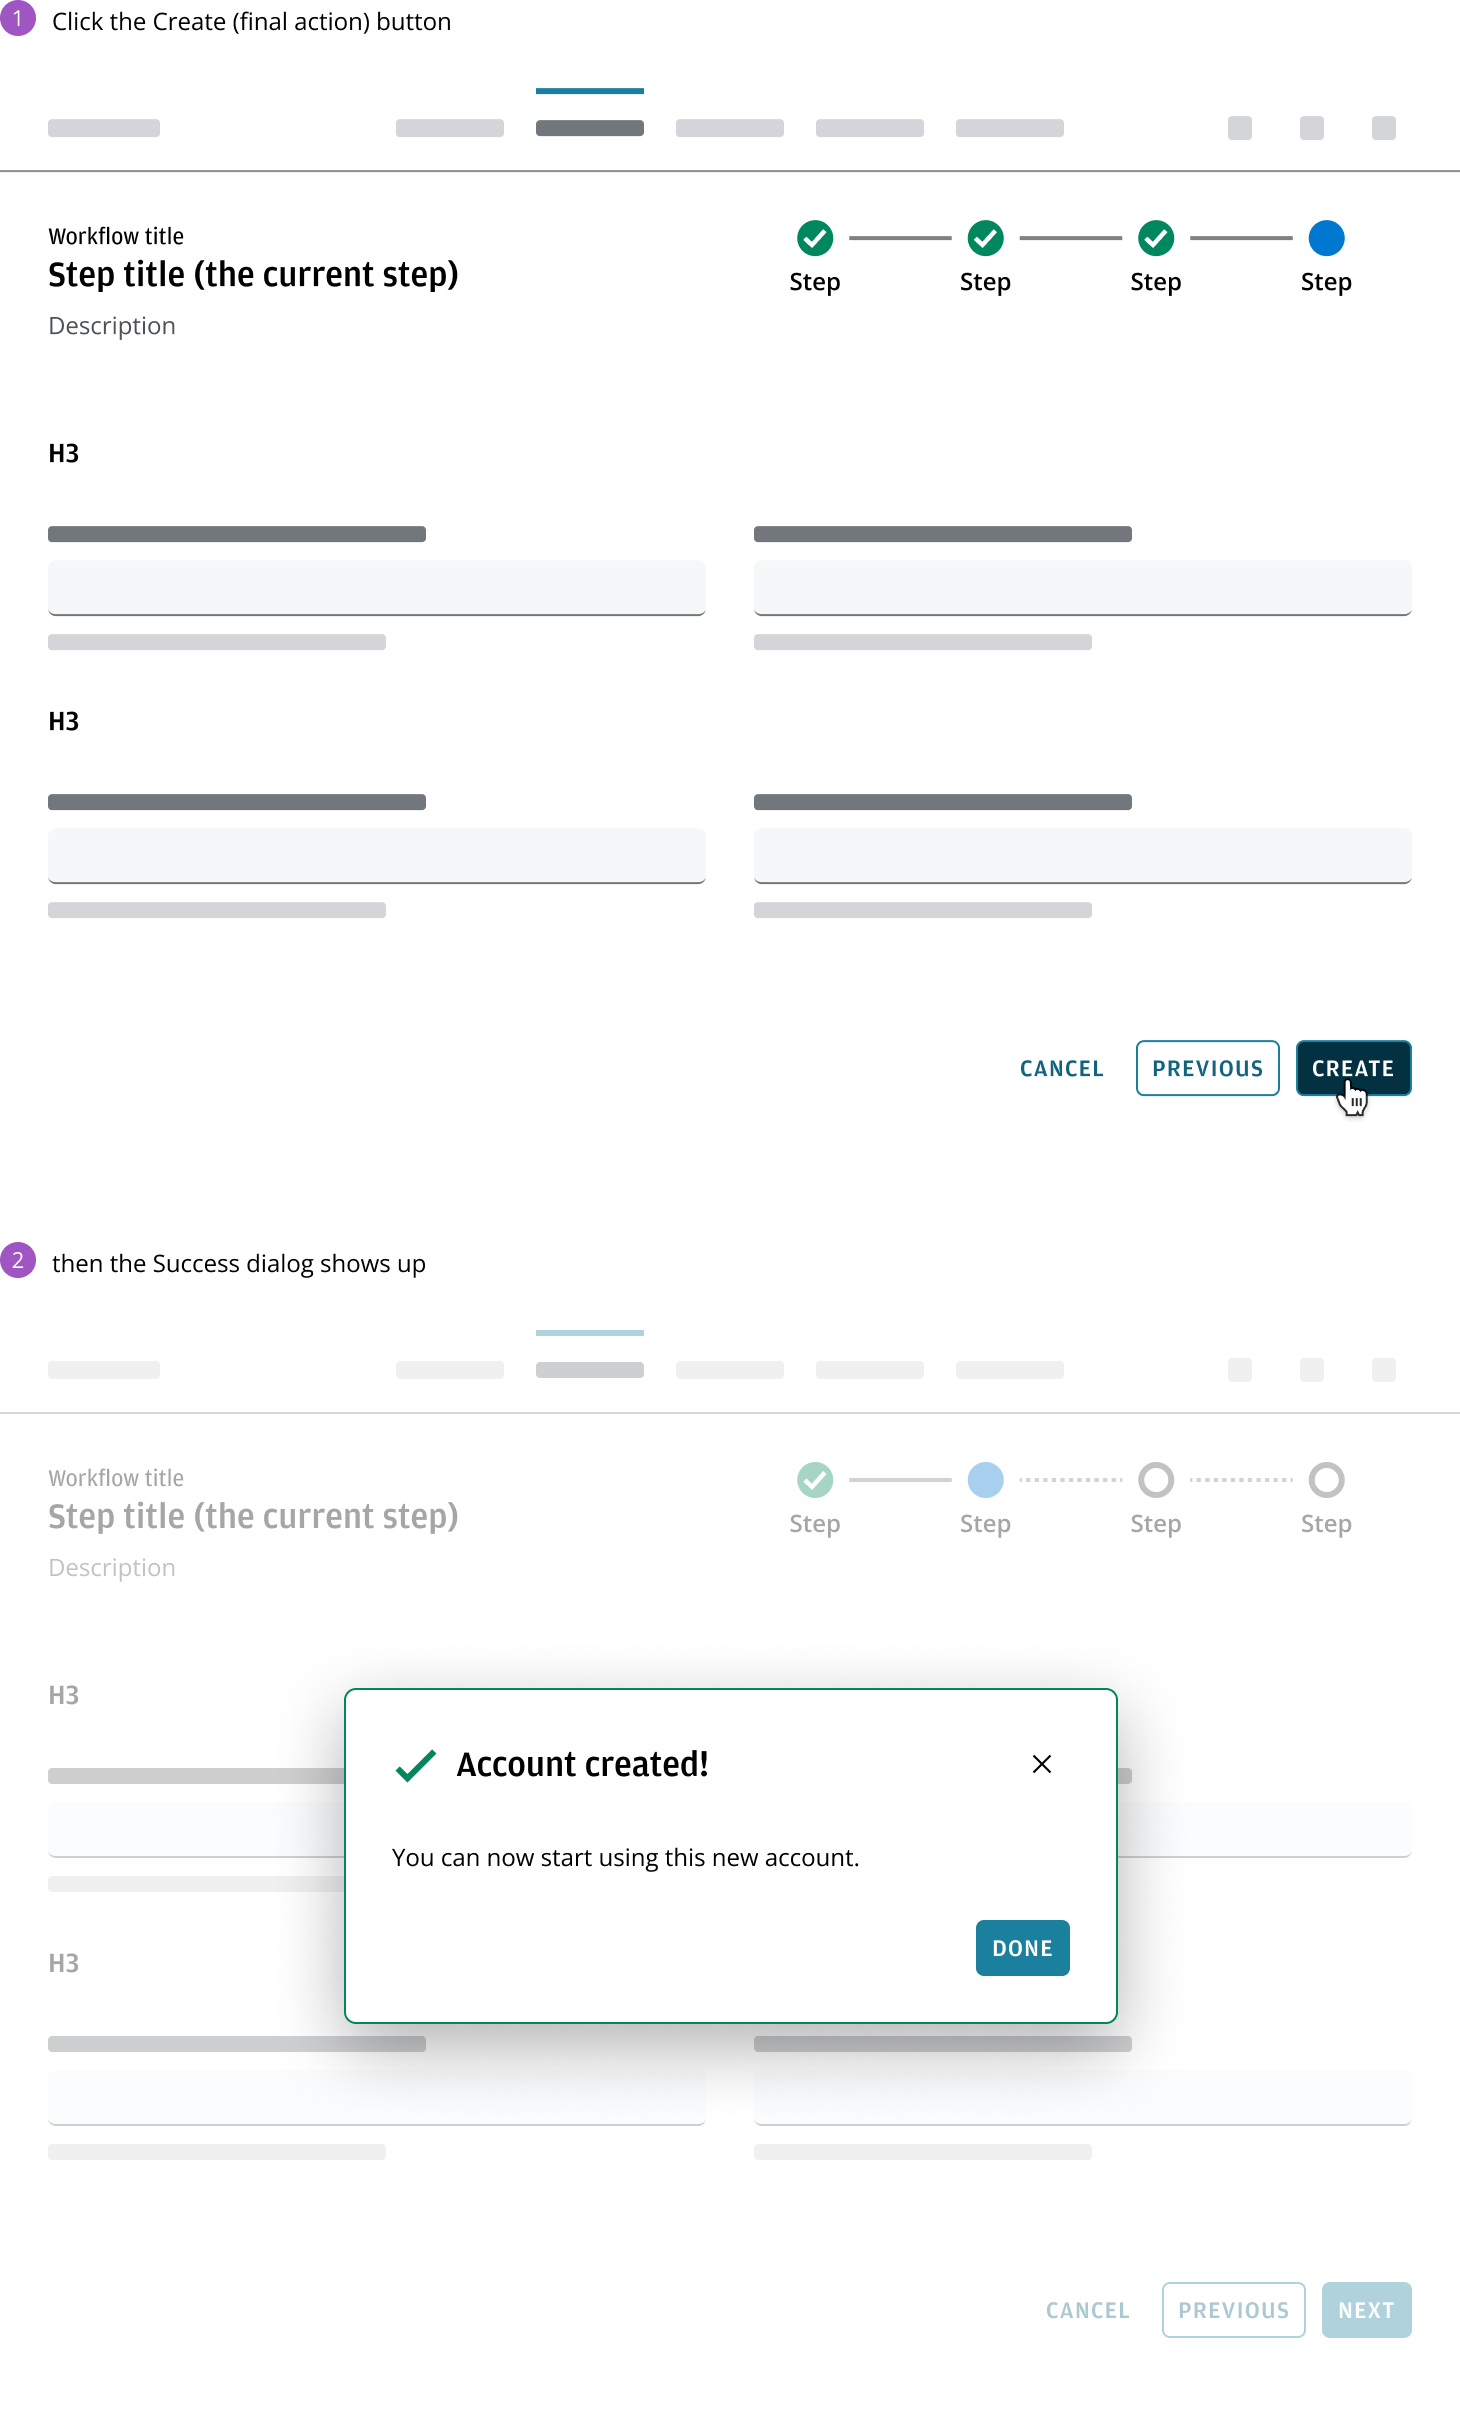 1 Click the Create (final action) button
Workflow title
Step title (the current step)
Description
Step Step Step Step
H3
H3
CANCEL PREVIOUS CREATE
2 then the Success dialog shows up
Workflow title
Step title (the current step)
Description
Step Step Step Step
H3
Account created!
You can now start using this new account.
DONE
H3
CANCEL PREVIOUS NEXT